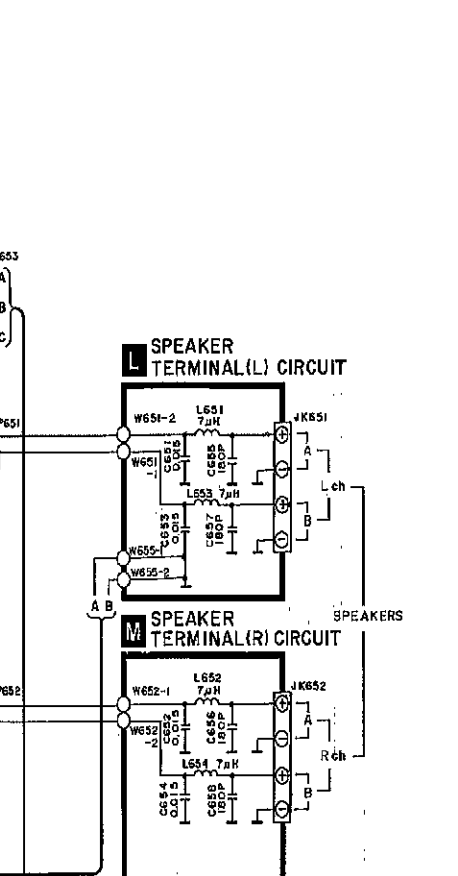 653
A
B
C
L SPEAKER
TERMINAL(L) CIRCUIT
P651
W651-2
L651
7μH
JK651
W651
-1
C651
0.015
C655
180P
A
L653 7μH
L ch
C653
0.015
C657
180P
B
W655-1
W655-2
A B
M SPEAKER
TERMINAL(R) CIRCUIT
SPEAKERS
W652
W652-1
L652
7μH
JK652
W652
-2
C652
0.015
C656
180P
A
L654 7μH
R ch
C654
0.015
C658
180P
B